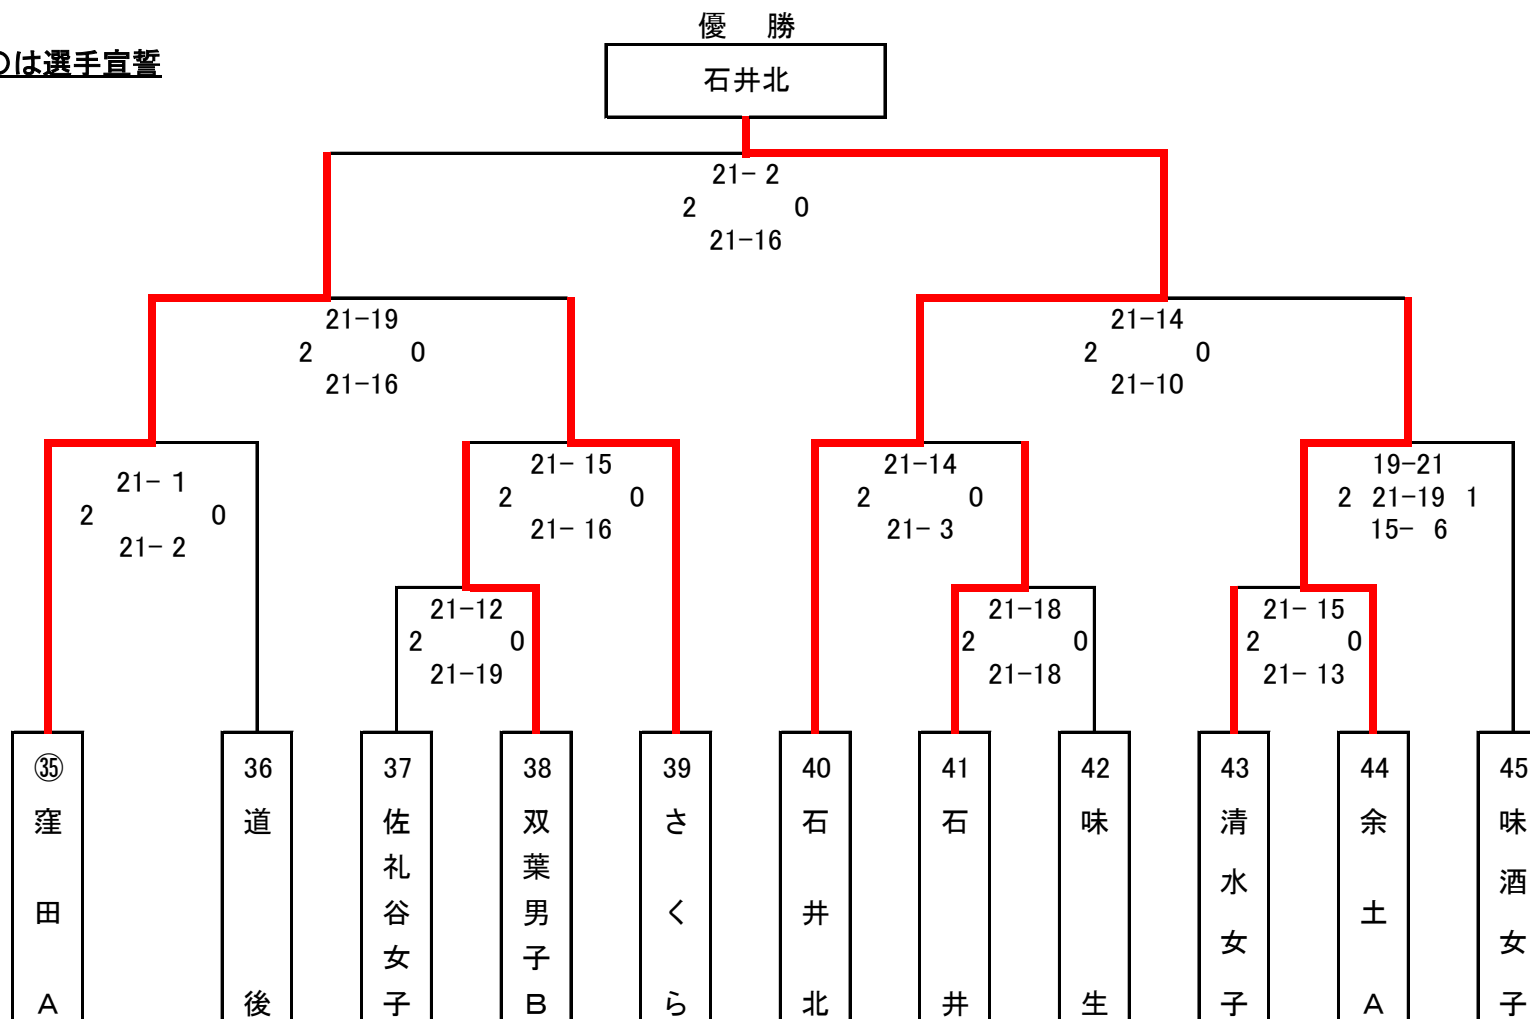 優　勝
のは選手宣誓
石井北
21－ 2
2 0
21－16
21－19 21－14
2 0 2 0
21－16 21－10
21－ 1 21－ 15 21－14 19－21
2 0 2 0 2 0 2 21－19 1
21－ 2 21－ 16 21－ 3 15－ 6
21－12 21－18 21－ 15
2 0 2 0 2 0
21－19 21－18 21－ 13
㉟ 窪田A
36 道後
37 佐礼谷女子
38 双葉男子B
39 さくら
40 石井北
41 石井
42 味生
43 清水女子
44 余土A
45 味酒女子